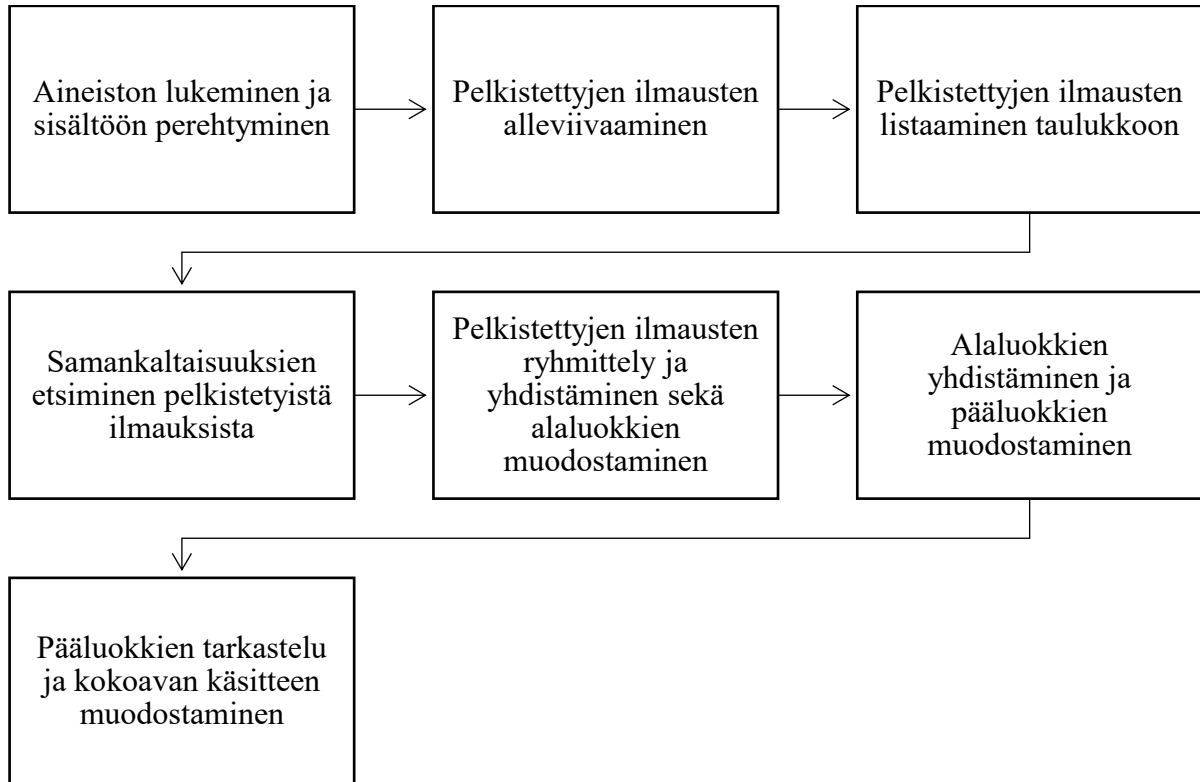 Aineiston lukeminen ja
sisältöön perehtyminen
Pelkistettyjen ilmausten
alleviivaaminen
Pelkistettyjen ilmausten
listaaminen taulukkoon
Samankaltaisuuksien
etsiminen pelkistetyistä
ilmauksista
Pelkistettyjen ilmausten
ryhmittely ja
yhdistäminen sekä
alaluokkien
muodostaminen
Alaluokkien
yhdistäminen ja
pääluokkien
muodostaminen
Pääluokkien tarkastelu
ja kokoavan käsitteen
muodostaminen